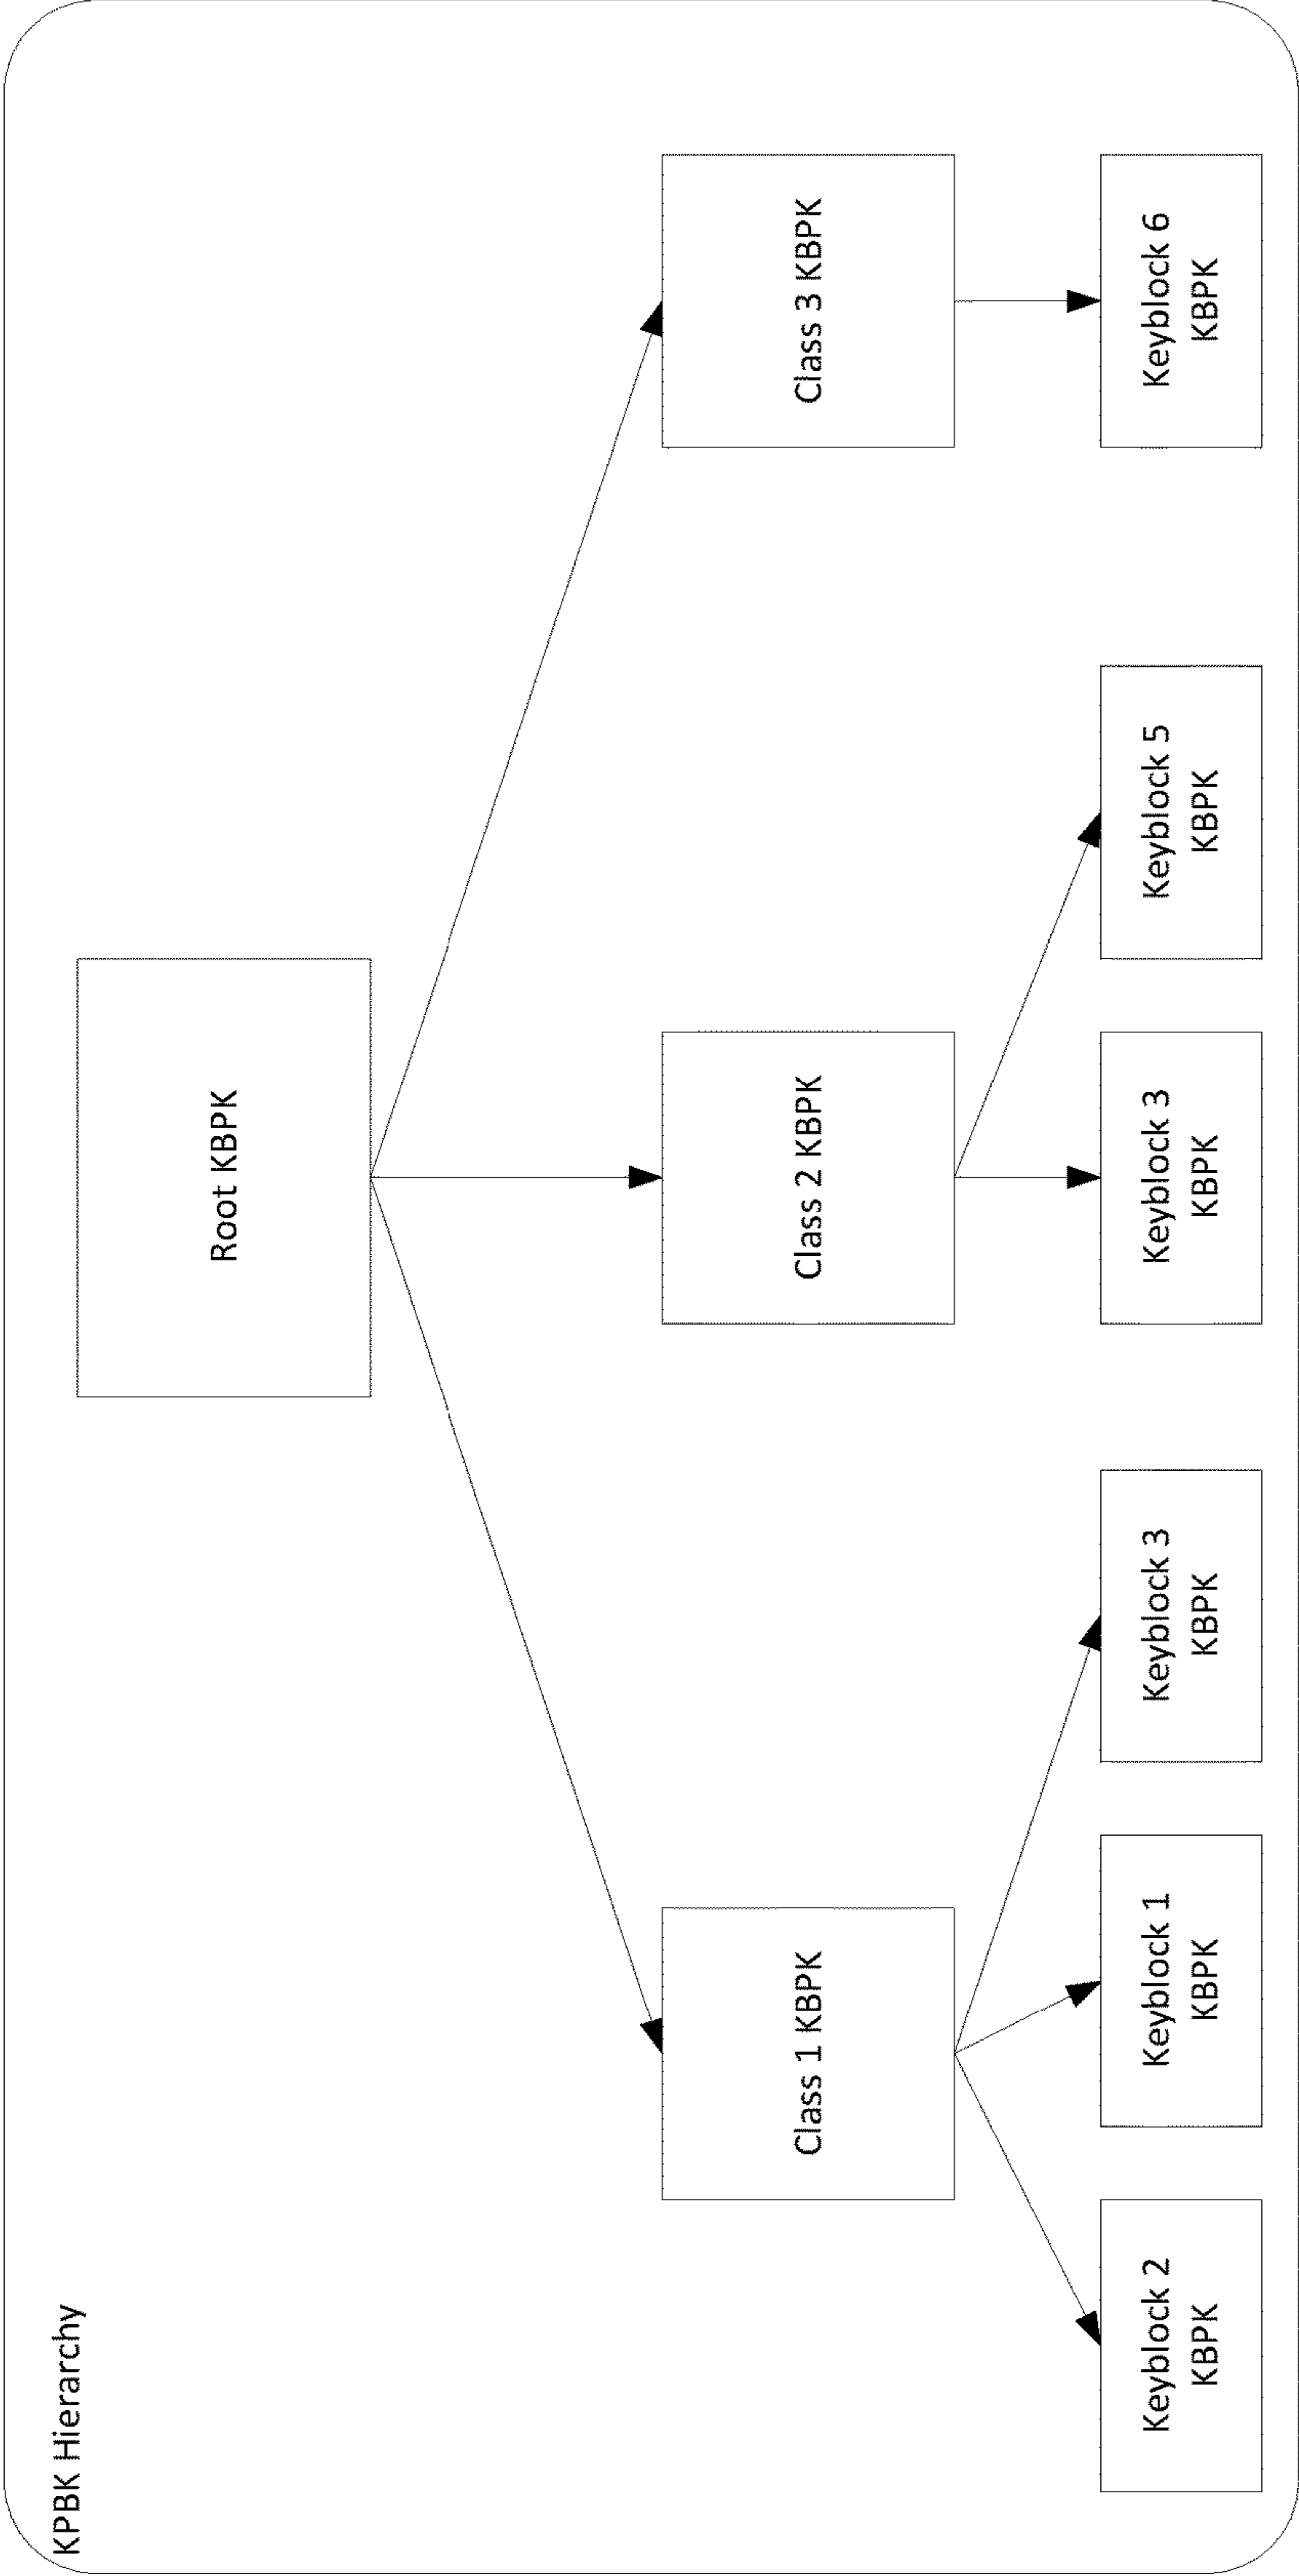 KPBK Hierarchy
Root KBPK
Class 1 KBPK
Class 2 KBPK
Class 3 KBPK
Keyblock 2
KBPK
Keyblock 1
KBPK
Keyblock 3
KBPK
Keyblock 3
KBPK
Keyblock 5
KBPK
Keyblock 6
KBPK